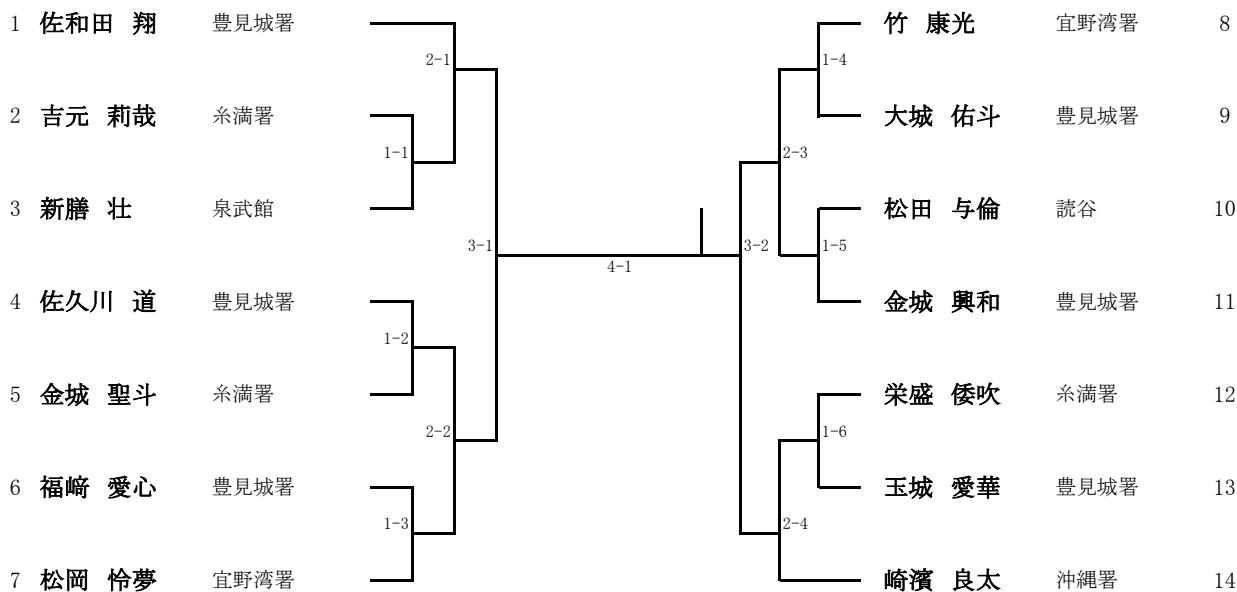 1 佐和田 翔 豊見城署
2-1
2 吉元 莉哉 糸満署
1-1
3 新膳 壮 泉武館
3-1
4 佐久川 道 豊見城署
1-2
5 金城 聖斗 糸満署
2-2
6 福﨑 愛心 豊見城署
1-3
7 松岡 怜夢 宜野湾署
4-1
竹 康光 宜野湾署 8
1-4
大城 佑斗 豊見城署 9
2-3
松田 与倫 読谷 10
3-2
1-5
金城 興和 豊見城署 11
栄盛 倭吹 糸満署 12
1-6
玉城 愛華 豊見城署 13
2-4
崎濱 良太 沖縄署 14